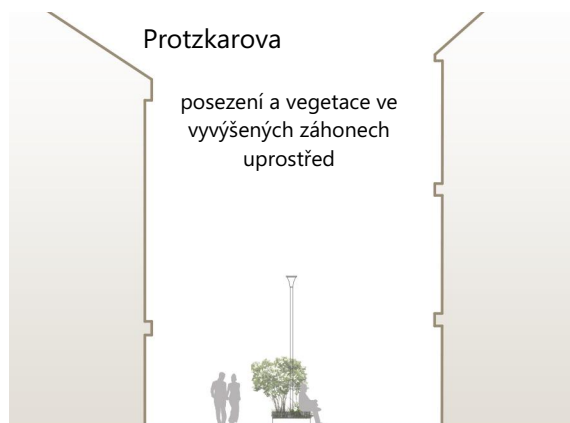 Protzkarova
posezení a vegetace ve
vyvýšených záhonech
uprostřed